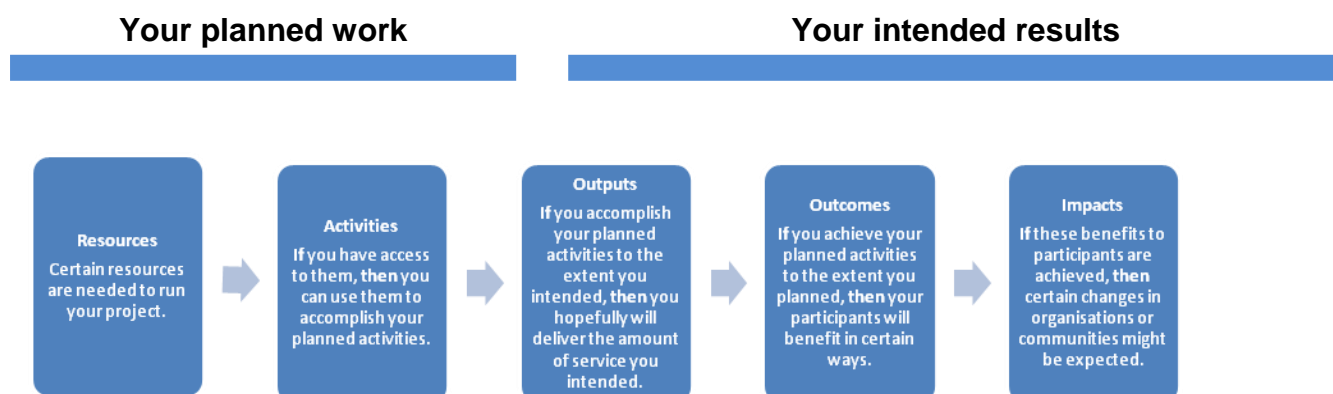 Your planned work
Your intended results
Resources
Certain resources
are needed to run
your project.
Activities
If you have access
to them, then you
can use them to
accomplish your
planned activities.
Outputs
If you accomplish
your planned
activities to the
extent you
intended, then you
hopefully will
deliver the amount
of service you
intended.
Outcomes
If you achieve your
planned activities
to the extent you
planned, then your
participants will
benefit in certain
ways.
Impacts
If these benefits to
participants are
achieved, then
certain changes in
organisations or
communities might
be expected.